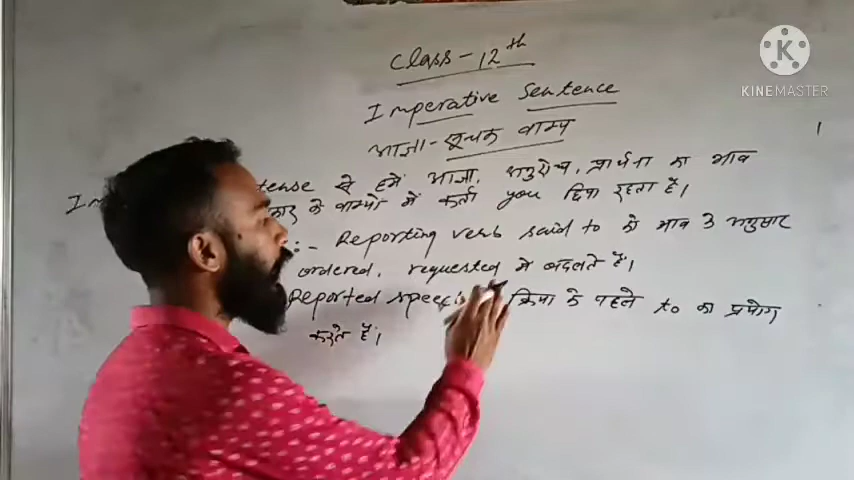 Class - 12th
Imperative Sentence
आज्ञा-सूचक वाक्य
tense से हमें आज्ञा, अनुरोध, प्रार्थना का भाव
के वाक्यों में कर्ता you छिपा रहता है।
:- Reporting verb said to को भाव के अनुसार
ordered, requested में बदलते हैं।
Reported speec क्रिया के पहले to का प्रयोग
करते हैं।
K
KINEMASTER